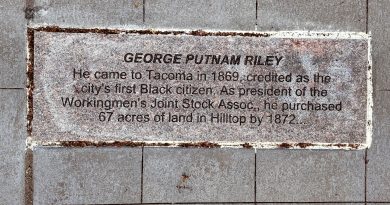 GEORGE PUTNAM RILEY
He came to Tacoma in 1869, credited as the
city's first Black citizen. As president of the
Workingmen's Joint Stock Assoc., he purchased
67 acres of land in Hilltop by 1872.